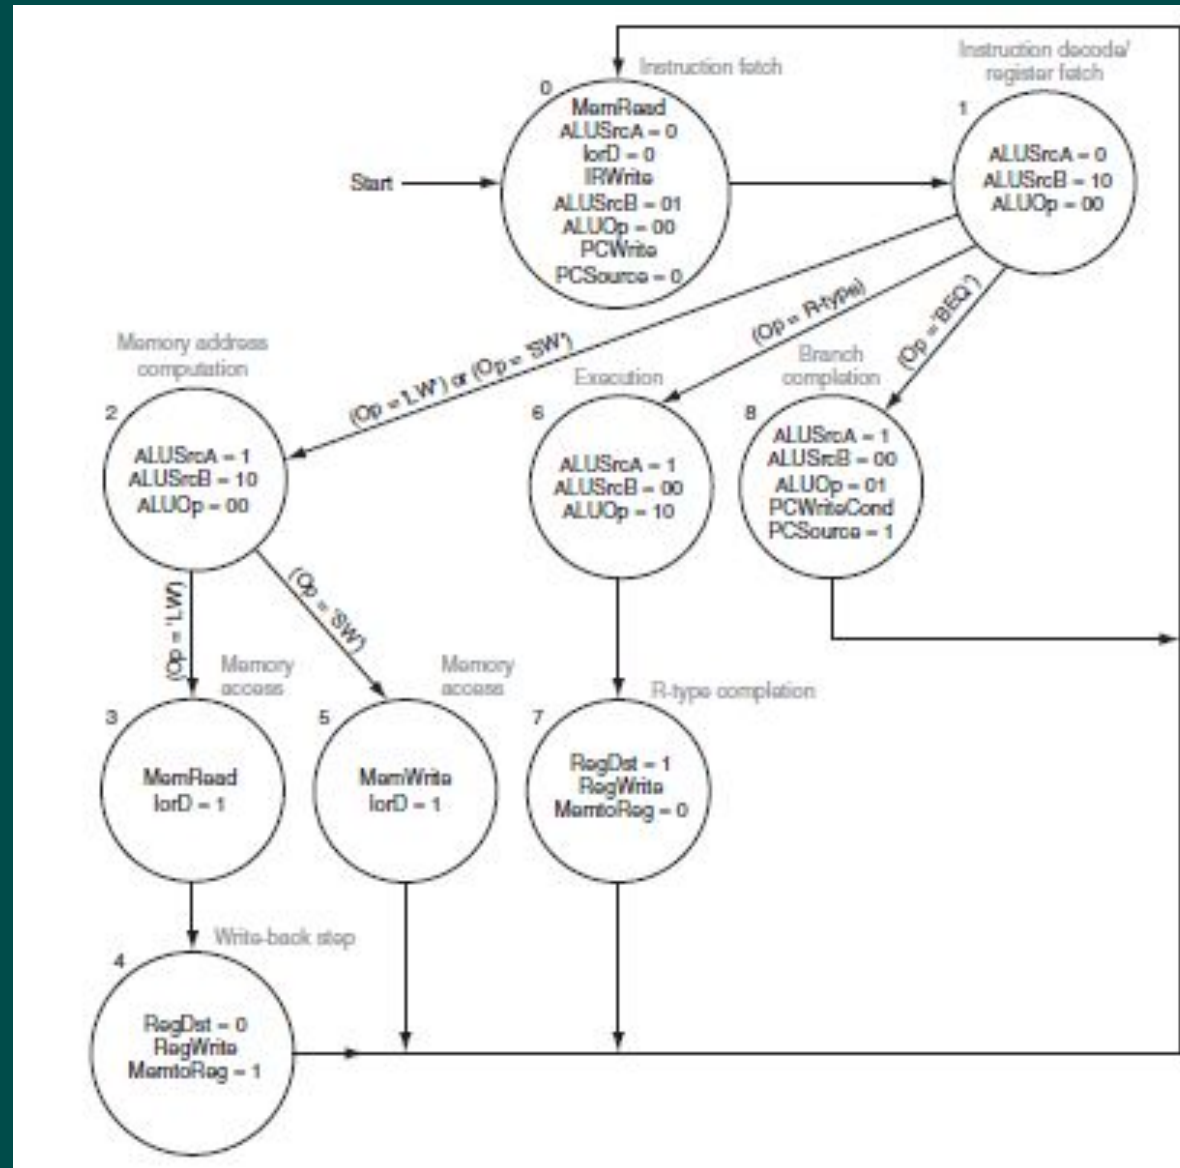 Instruction fetch
0
MemRead
ALUSrcA = 0
IorD = 0
IRWrite
ALUSrcB = 01
ALUOp = 00
PCWrite
PCSource = 0
Start
Instruction decode/
register fetch
1
ALUSrcA = 0
ALUSrcB = 10
ALUOp = 00
(Op = 'LW') or (Op = 'SW')
(Op = R-type)
(Op = 'BEQ')
Memory address
computation
2
ALUSrcA = 1
ALUSrcB = 10
ALUOp = 00
Execution
6
ALUSrcA = 1
ALUSrcB = 00
ALUOp = 10
Branch
completion
8
ALUSrcA = 1
ALUSrcB = 00
ALUOp = 01
PCWriteCond
PCSource = 1
(Op = 'LW')
(Op = 'SW')
Memory
access
3
MemRead
IorD = 1
Memory
access
5
MemWrite
IorD = 1
R-type completion
7
RegDst = 1
RegWrite
MemtoReg = 0
Write-back step
4
RegDst = 0
RegWrite
MemtoReg = 1